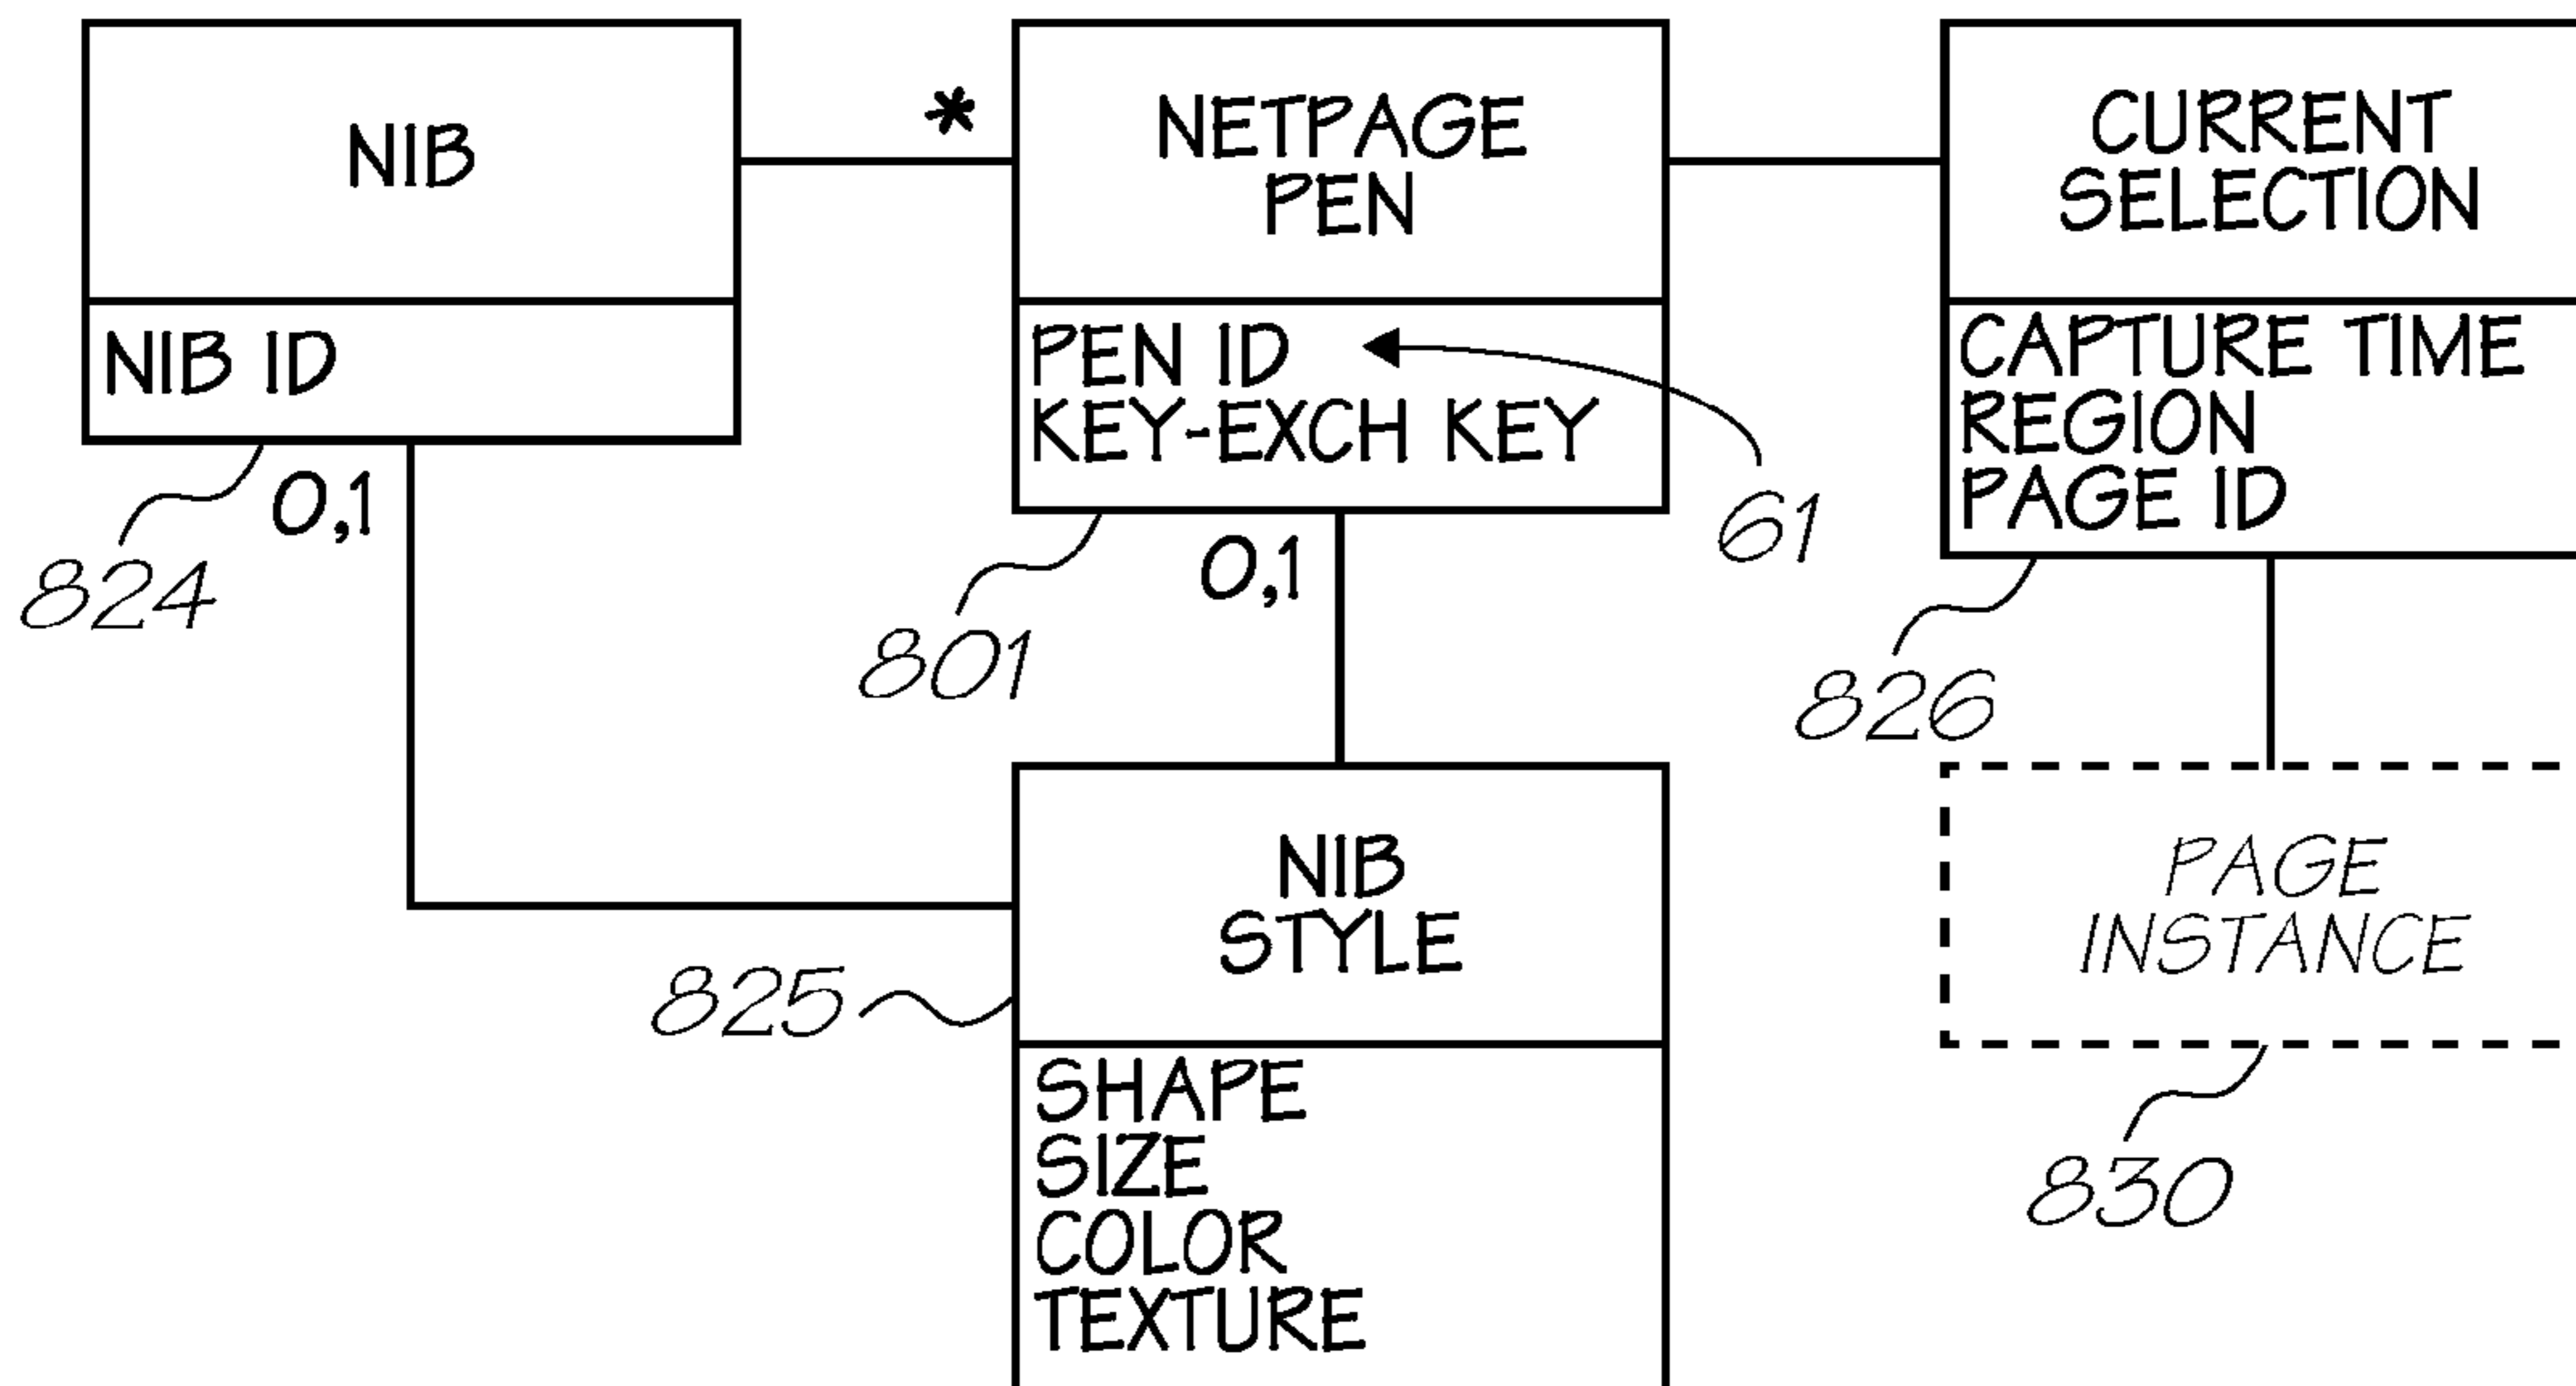 NIB
NIB ID
824
0,1
*
NETPAGE
PEN
PEN ID
KEY-EXCH KEY
61
801
0,1
CURRENT
SELECTION
CAPTURE TIME
REGION
PAGE ID
826
NIB
STYLE
825
SHAPE
SIZE
COLOR
TEXTURE
PAGE
INSTANCE
830